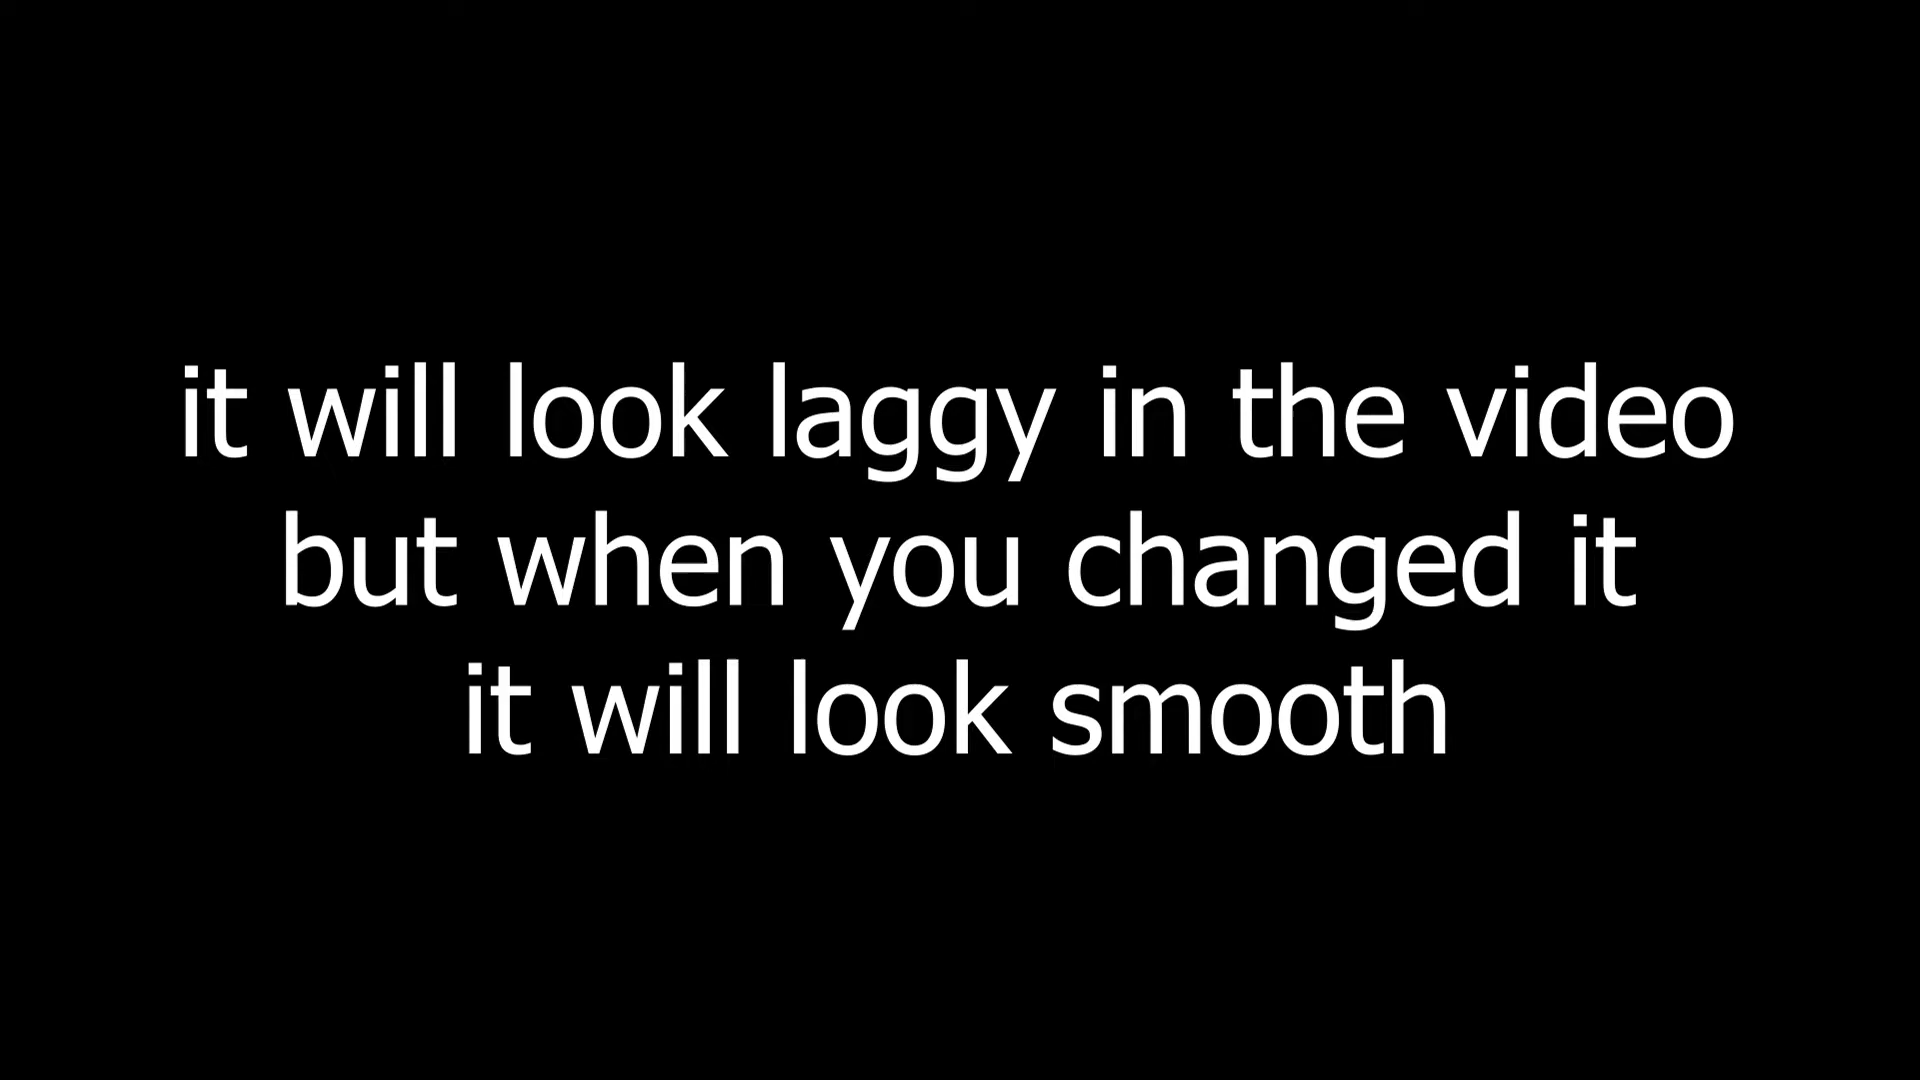 it will look laggy in the video
but when you changed it
it will look smooth